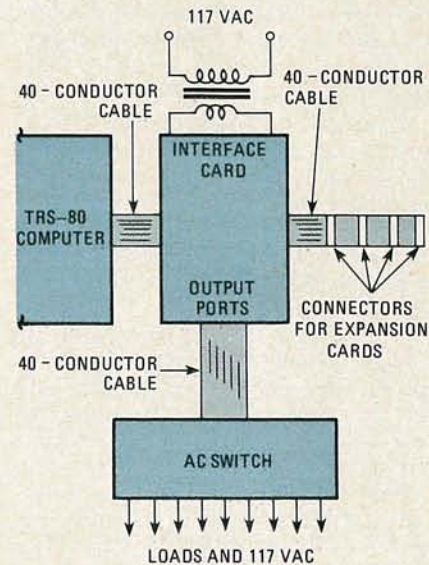 117 VAC
40-CONDUCTOR
CABLE
40-CONDUCTOR
CABLE
INTERFACE
CARD
TRS-80
COMPUTER
OUTPUT
PORTS
CONNECTORS
FOR EXPANSION
CARDS
40-CONDUCTOR
CABLE
AC SWITCH
LOADS AND 117 VAC